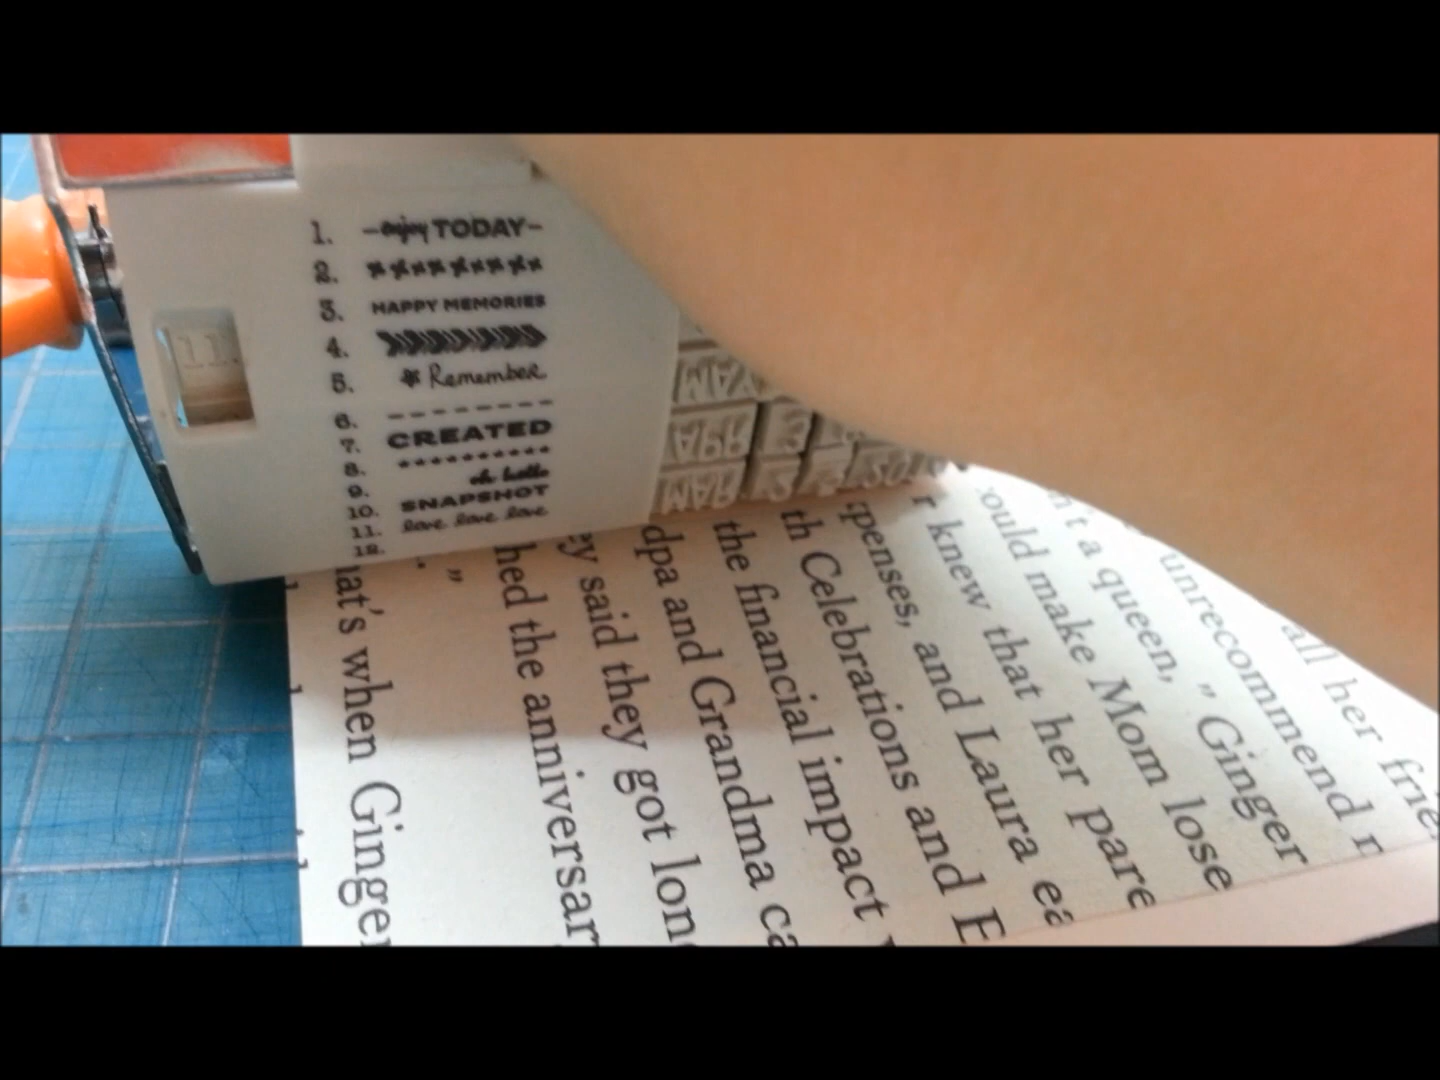 1. -enjoy TODAY-
2.
3. HAPPY MEMORIES
4.
5. Remember
6.
7. CREATED
8.
9. oh hello
10. SNAPSHOT
11. love love love
12.
11
MAY
APR
MAR
all her
unrecommend
n't a queen, " Ginger
ould make Mom lose
r knew that her pare
penses, and Laura ea
th Celebrations and F
the financial impact
dpa and Grandma ca
ey said they got lon
hed the anniversar
"
hat's when Ginger